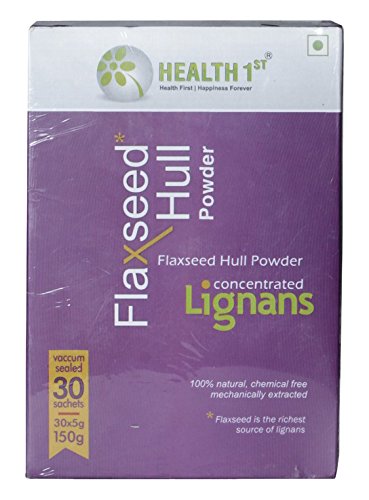 HEALTH 1ST®
Health First | Happiness Forever
Flaxseed*
Hull
Powder
Flaxseed Hull Powder
concentrated
Lignans
vaccum
sealed
30
sachets
30x5g
150g
100% natural, chemical free
mechanically extracted
* Flaxseed is the richest
source of lignans